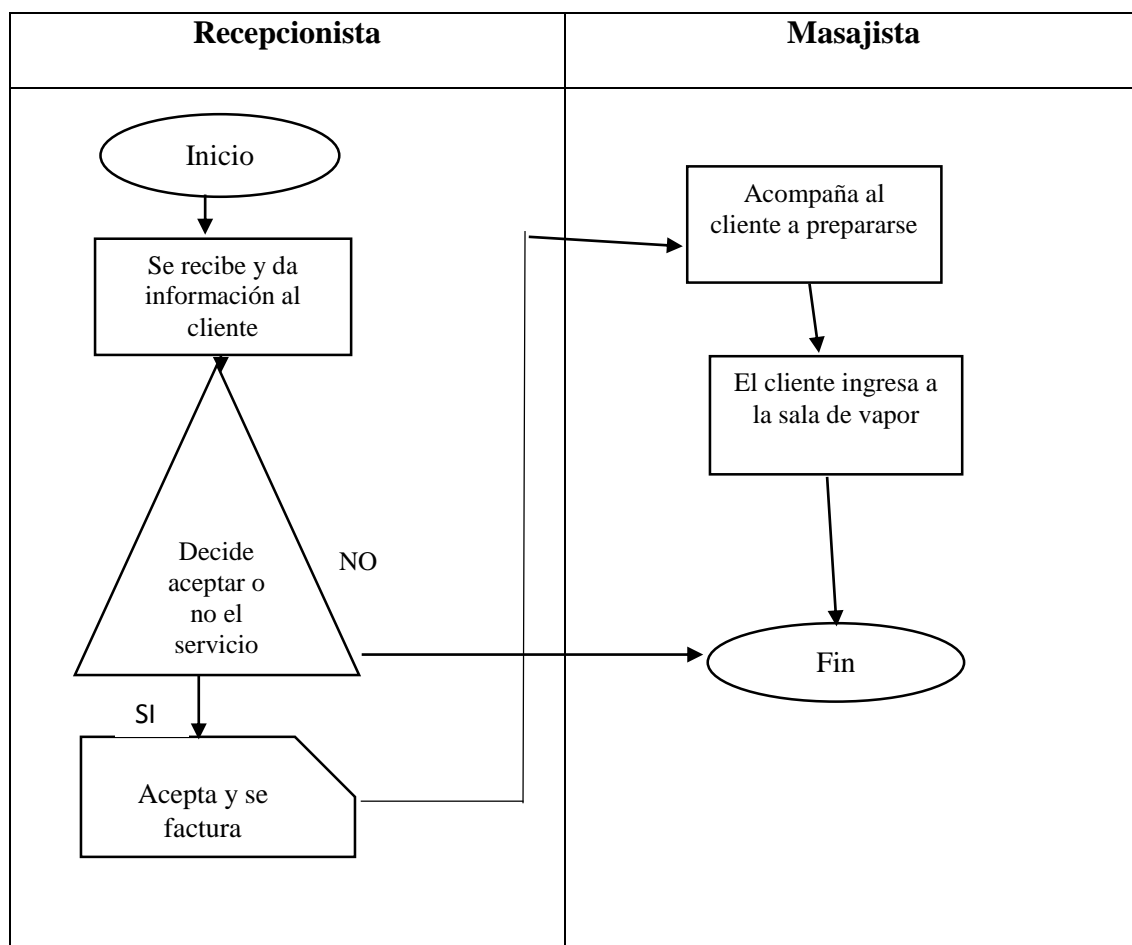 Recepcionista
Masajista
Inicio
Se recibe y da
información al
cliente
Decide
aceptar o
no el
servicio
NO
SI
Acepta y se
factura
Acompaña al
cliente a prepararse
El cliente ingresa a
la sala de vapor
Fin